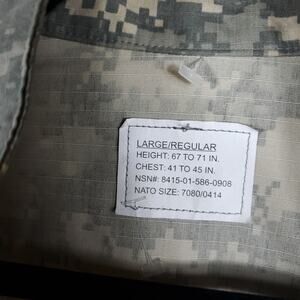 LARGE/REGULAR
HEIGHT: 67 TO 71 IN.
CHEST: 41 TO 45 IN.
NSN#: 8415-01-586-0908
NATO SIZE: 7080/0414